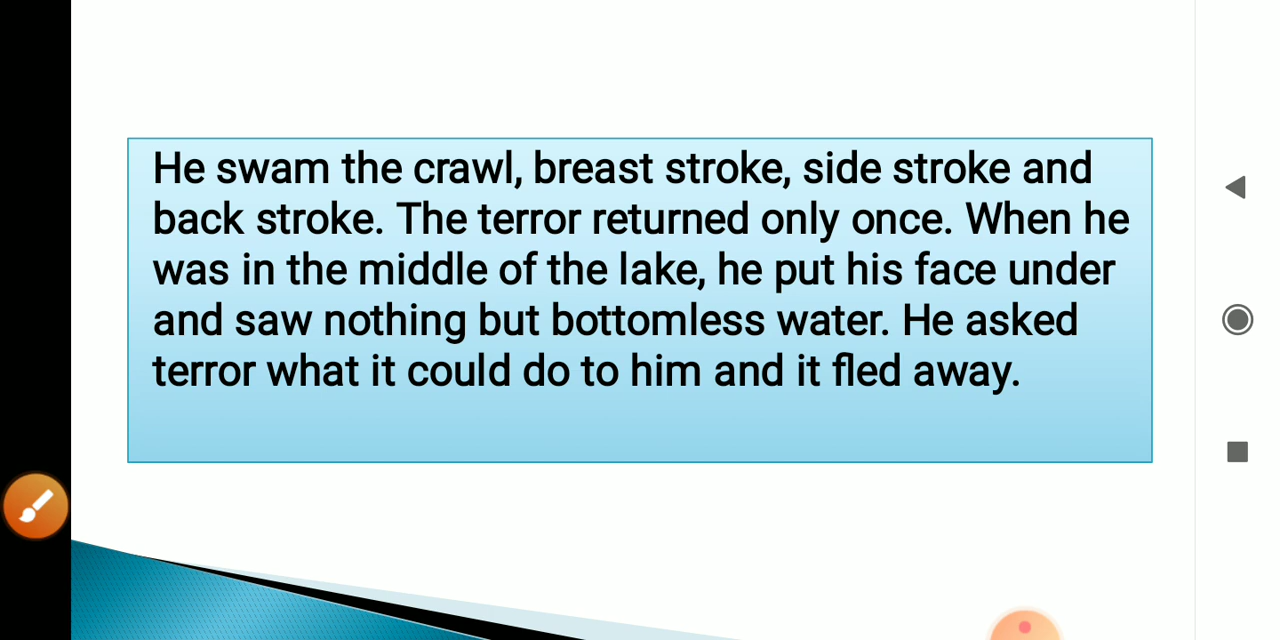 He swam the crawl, breast stroke, side stroke and
back stroke. The terror returned only once. When he
was in the middle of the lake, he put his face under
and saw nothing but bottomless water. He asked
terror what it could do to him and it fled away.